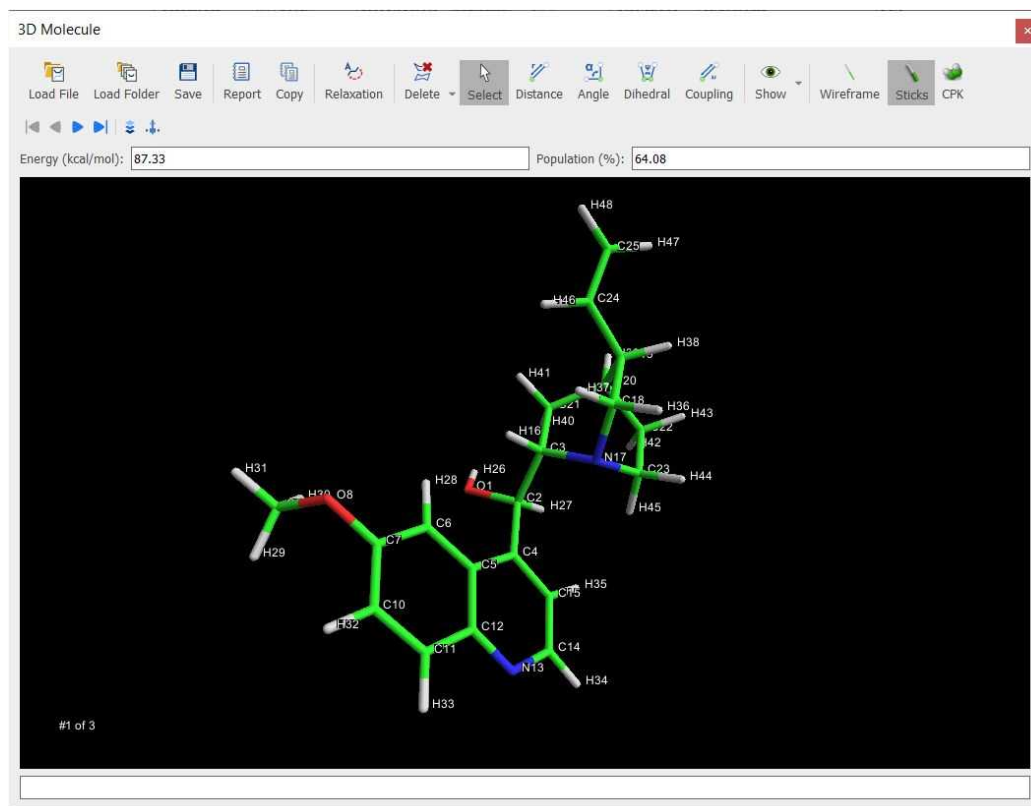 3D Molecule
Load File Load Folder Save Report Copy Relaxation Delete Select Distance Angle Dihedral Coupling Show Wireframe Sticks CPK
Energy (kcal/mol): 87.33 Population (%): 64.08
H48
C25 H47
H46 C24
H38
H41 H37 20
C21 C18 H36 H43
H40 22
H16 H42
C3 N17 C23
H31 H26 H44
H28 O1 C2
O8 H27 H45
C6
C7
H29 C4
C5
H35
C10 C15
H32 C12
C11 C14
N13
H34
H33
#1 of 3